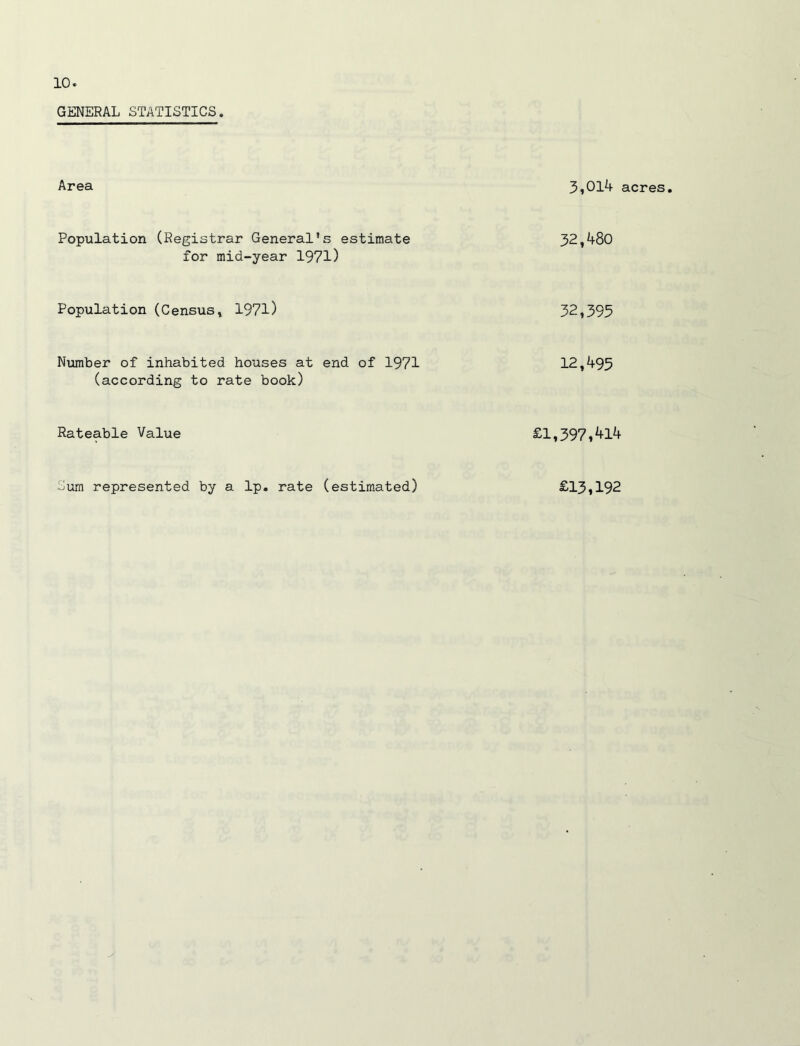 10.
GENERAL STATISTICS.
Area 3,014 acres.
Population (Registrar General's estimate 32,480
for mid-year 1971)
Population (Census, 1971) 32,395
Number of inhabited houses at end of 1971 12,495
(according to rate book)
Rateable Value £1,397,414
Sum represented by a 1p. rate (estimated) £13,192